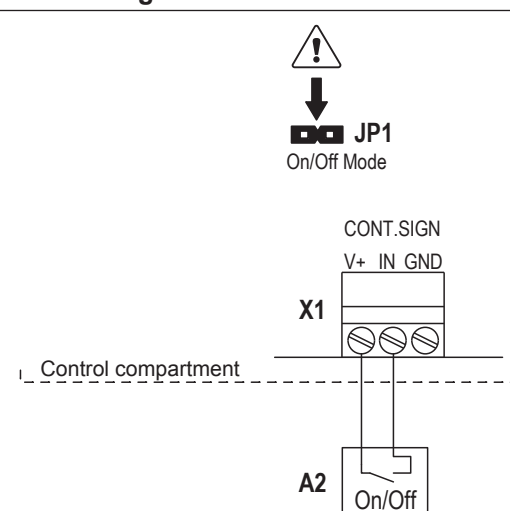 JP1
On/Off Mode
CONT.SIGN
V+ IN GND
X1
Control compartment
A2
On/Off